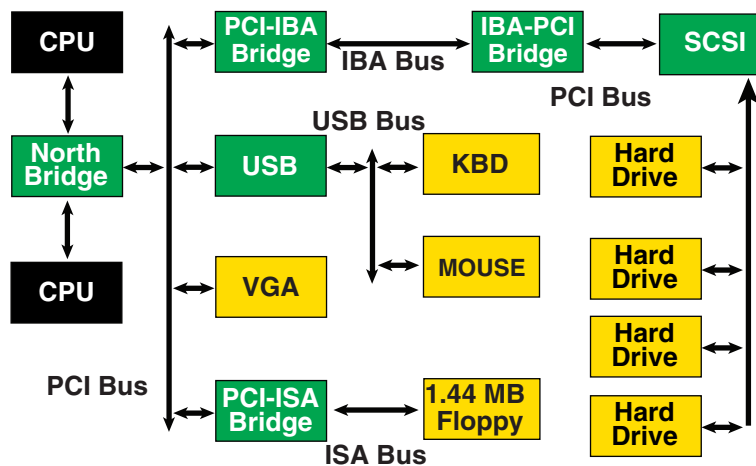 CPU
PCI-IBA
Bridge
IBA Bus
IBA-PCI
Bridge
PCI Bus
SCSI
North
Bridge
USB
USB Bus
KBD
Hard
Drive
CPU
VGA
MOUSE
Hard
Drive
Hard
Drive
PCI Bus
PCI-ISA
Bridge
ISA Bus
1.44 MB
Floppy
Hard
Drive